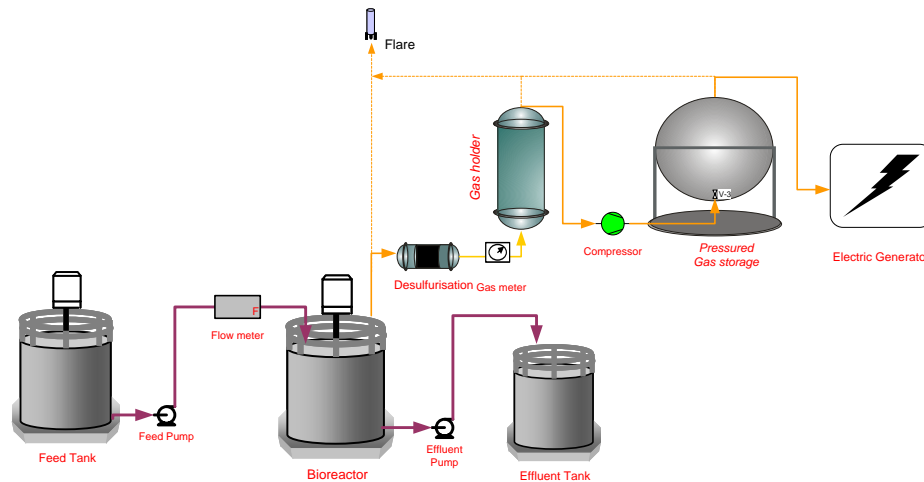 Flare
Gas holder
V-3
Compressor
Pressured
Gas storage
Electric Generator
Desulfurisation
Gas meter
F
Flow meter
Feed Pump
Feed Tank
Bioreactor
Effluent
Pump
Effluent Tank